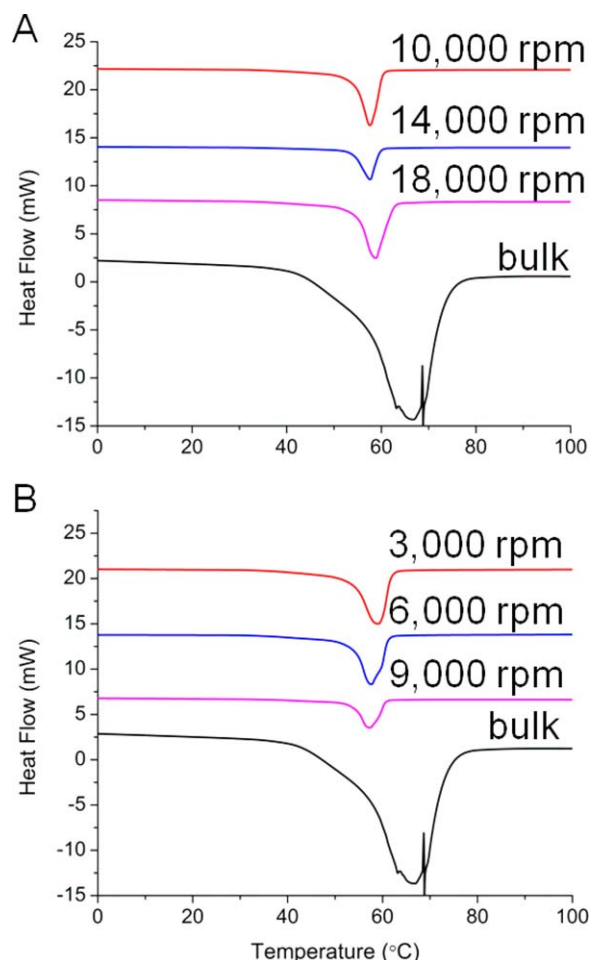 A
25
20
15
10
5
0
-5
-10
-15
Heat Flow (mW)
10,000 rpm
14,000 rpm
18,000 rpm
bulk
0 20 40 60 80 100
B
25
20
15
10
5
0
-5
-10
-15
Heat Flow (mW)
3,000 rpm
6,000 rpm
9,000 rpm
bulk
0 20 40 60 80 100
Temperature (°C)